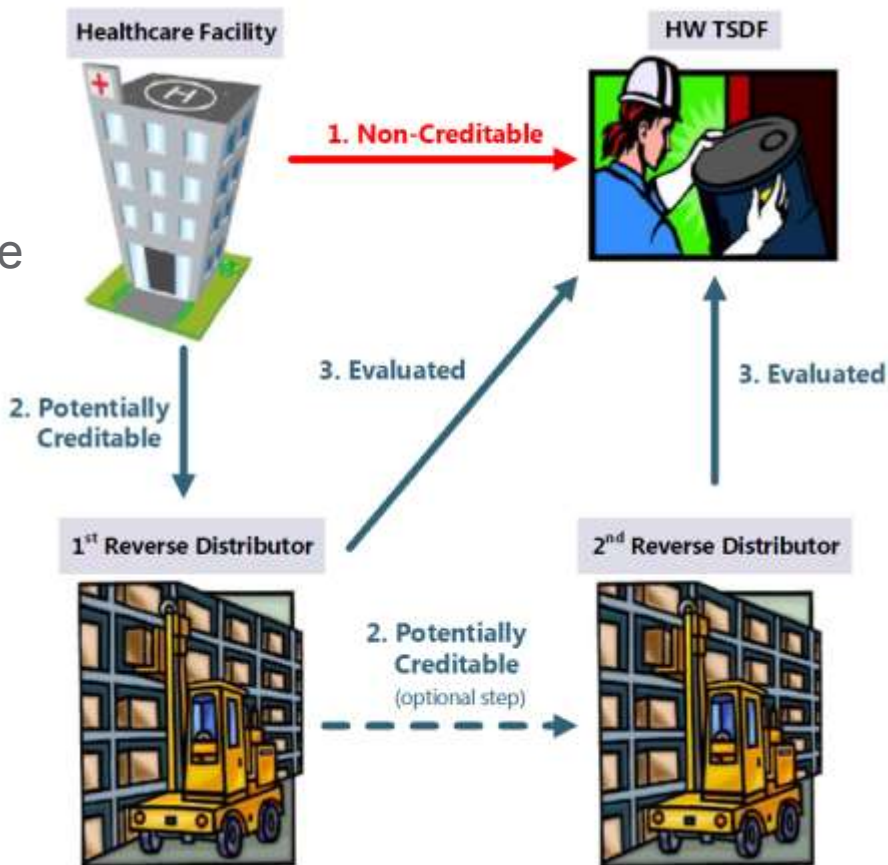 Healthcare Facility
HW TSDF
H
1. Non-Creditable
e
3. Evaluated
3. Evaluated
2. Potentially
Creditable
1st Reverse Distributor
2nd Reverse Distributor
2. Potentially
Creditable
(optional step)